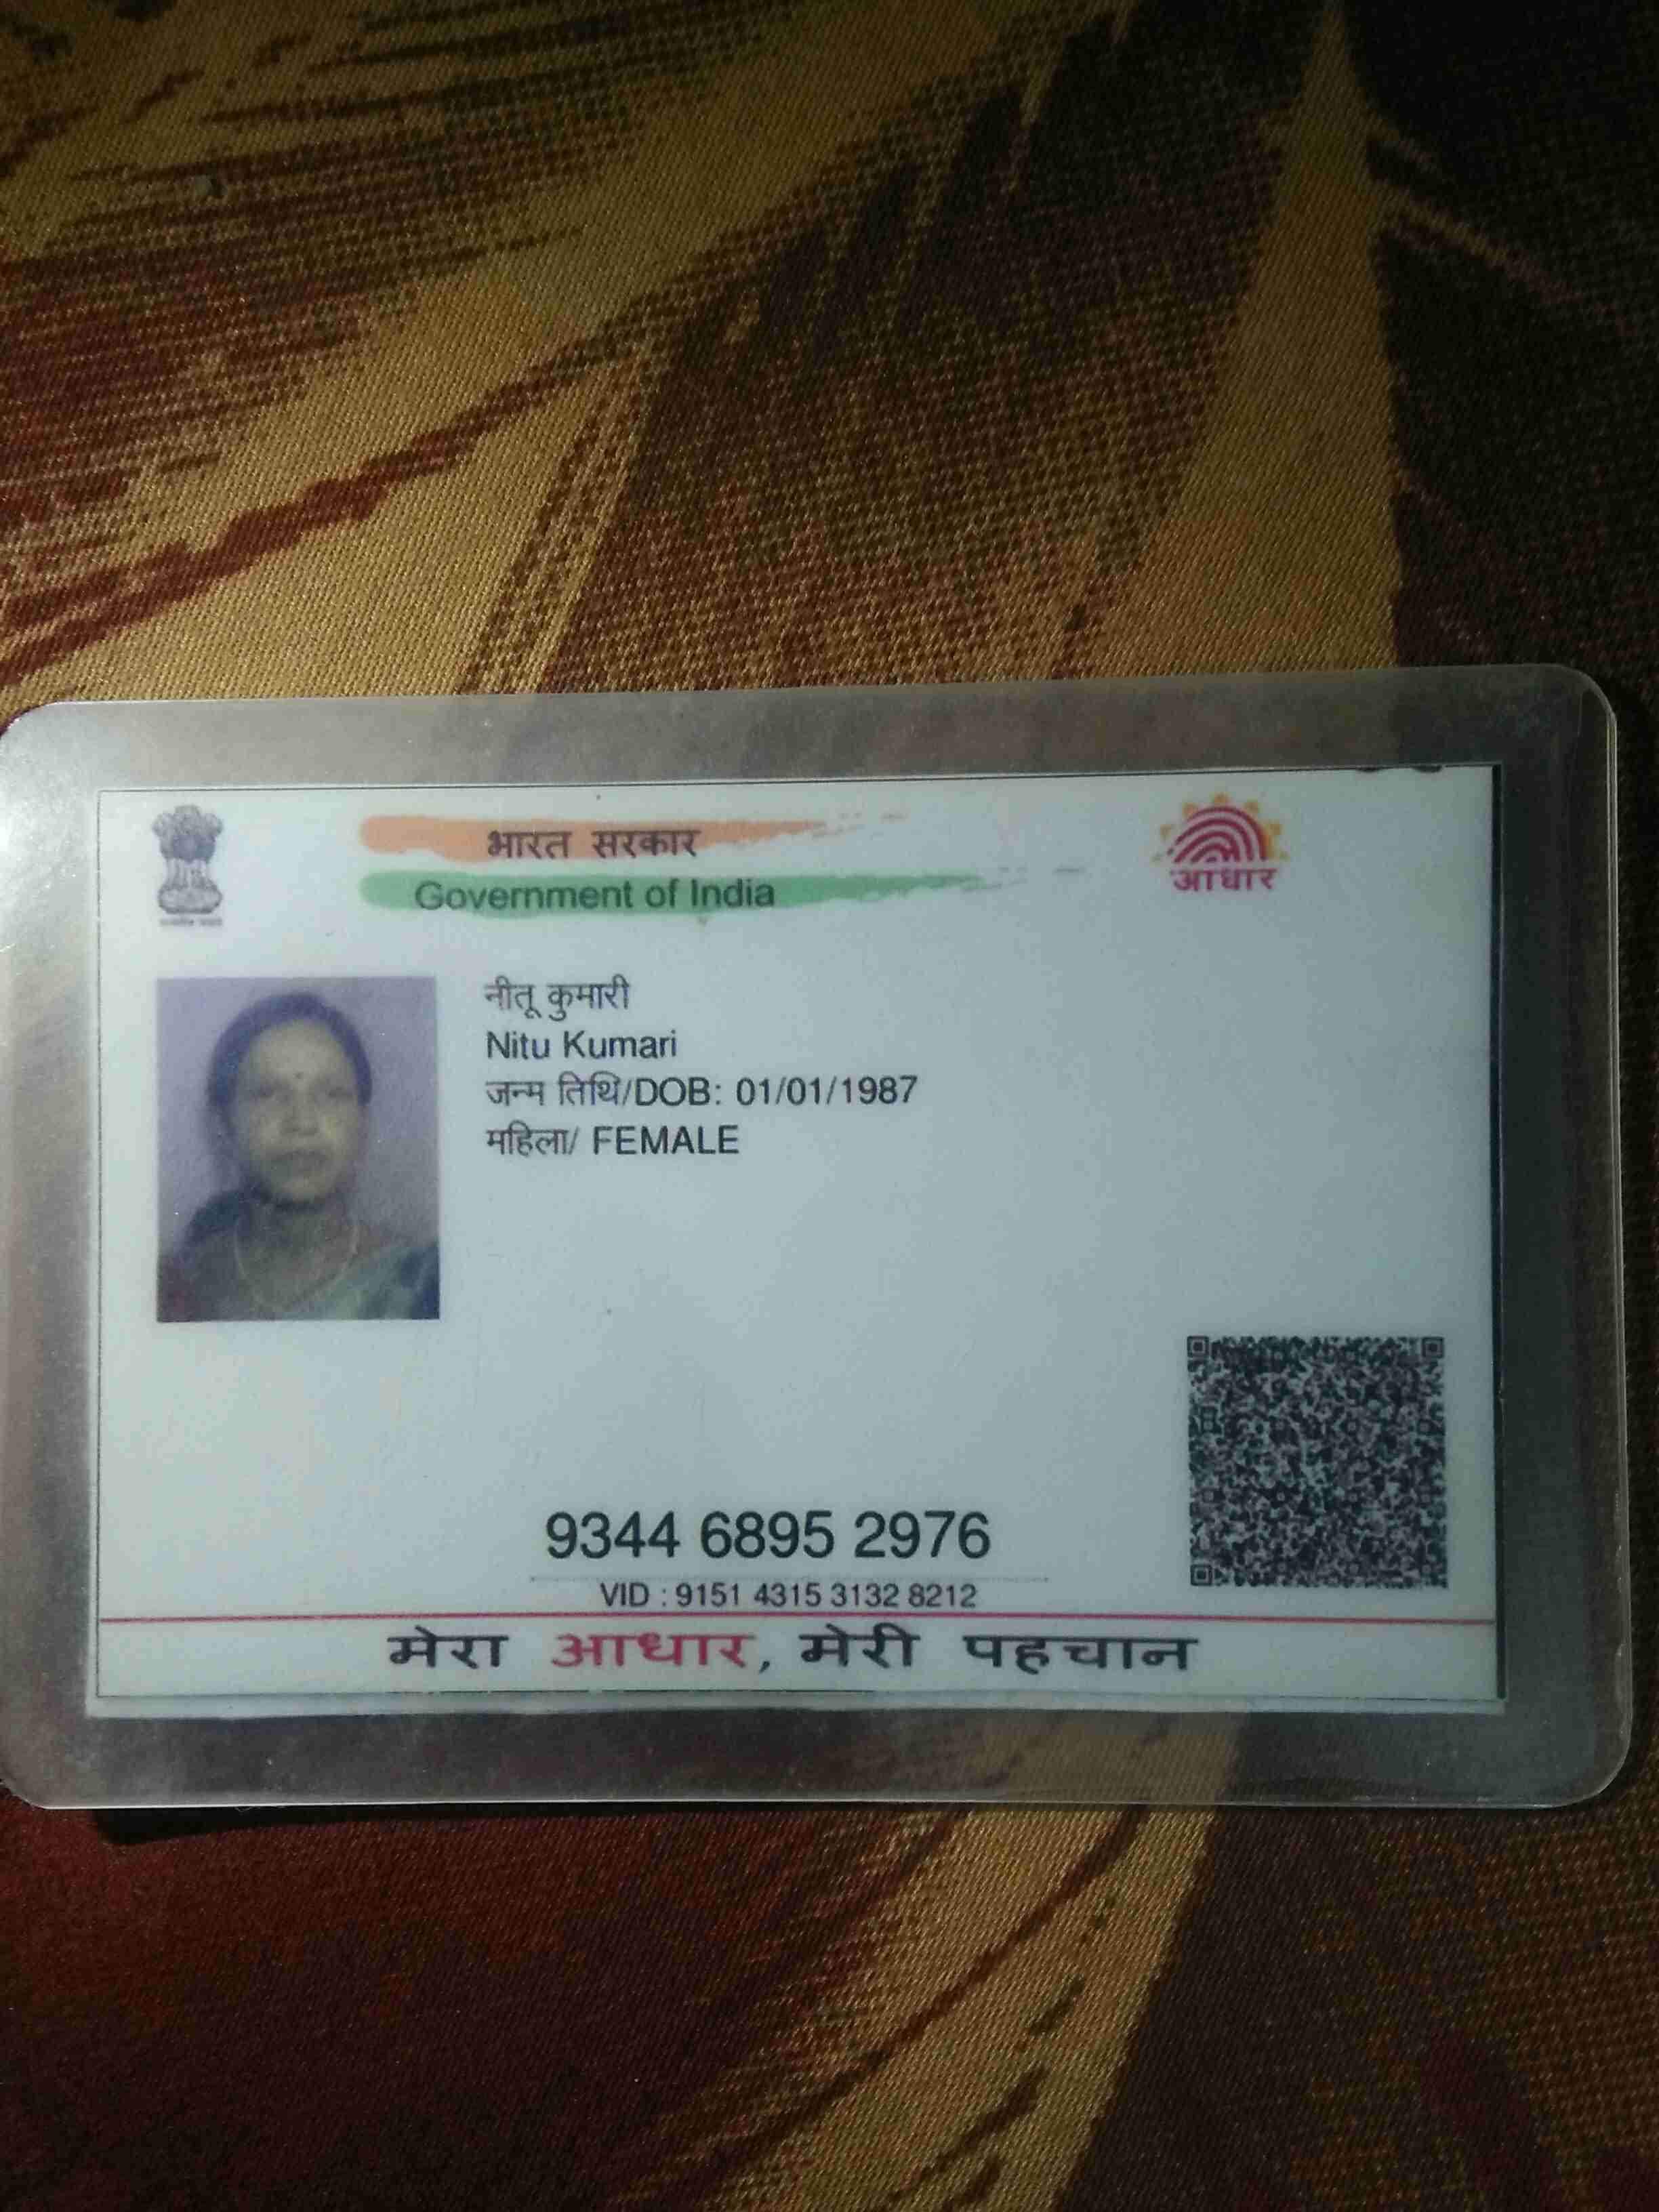 भारत सरकार
Government of India
आधार
नीतू कुमारी
Nitu Kumari
जन्म तिथि/DOB: 01/01/1987
महिला/ FEMALE
9344 6895 2976
VID : 9151 4315 3132 8212
मेरा आधार, मेरी पहचान